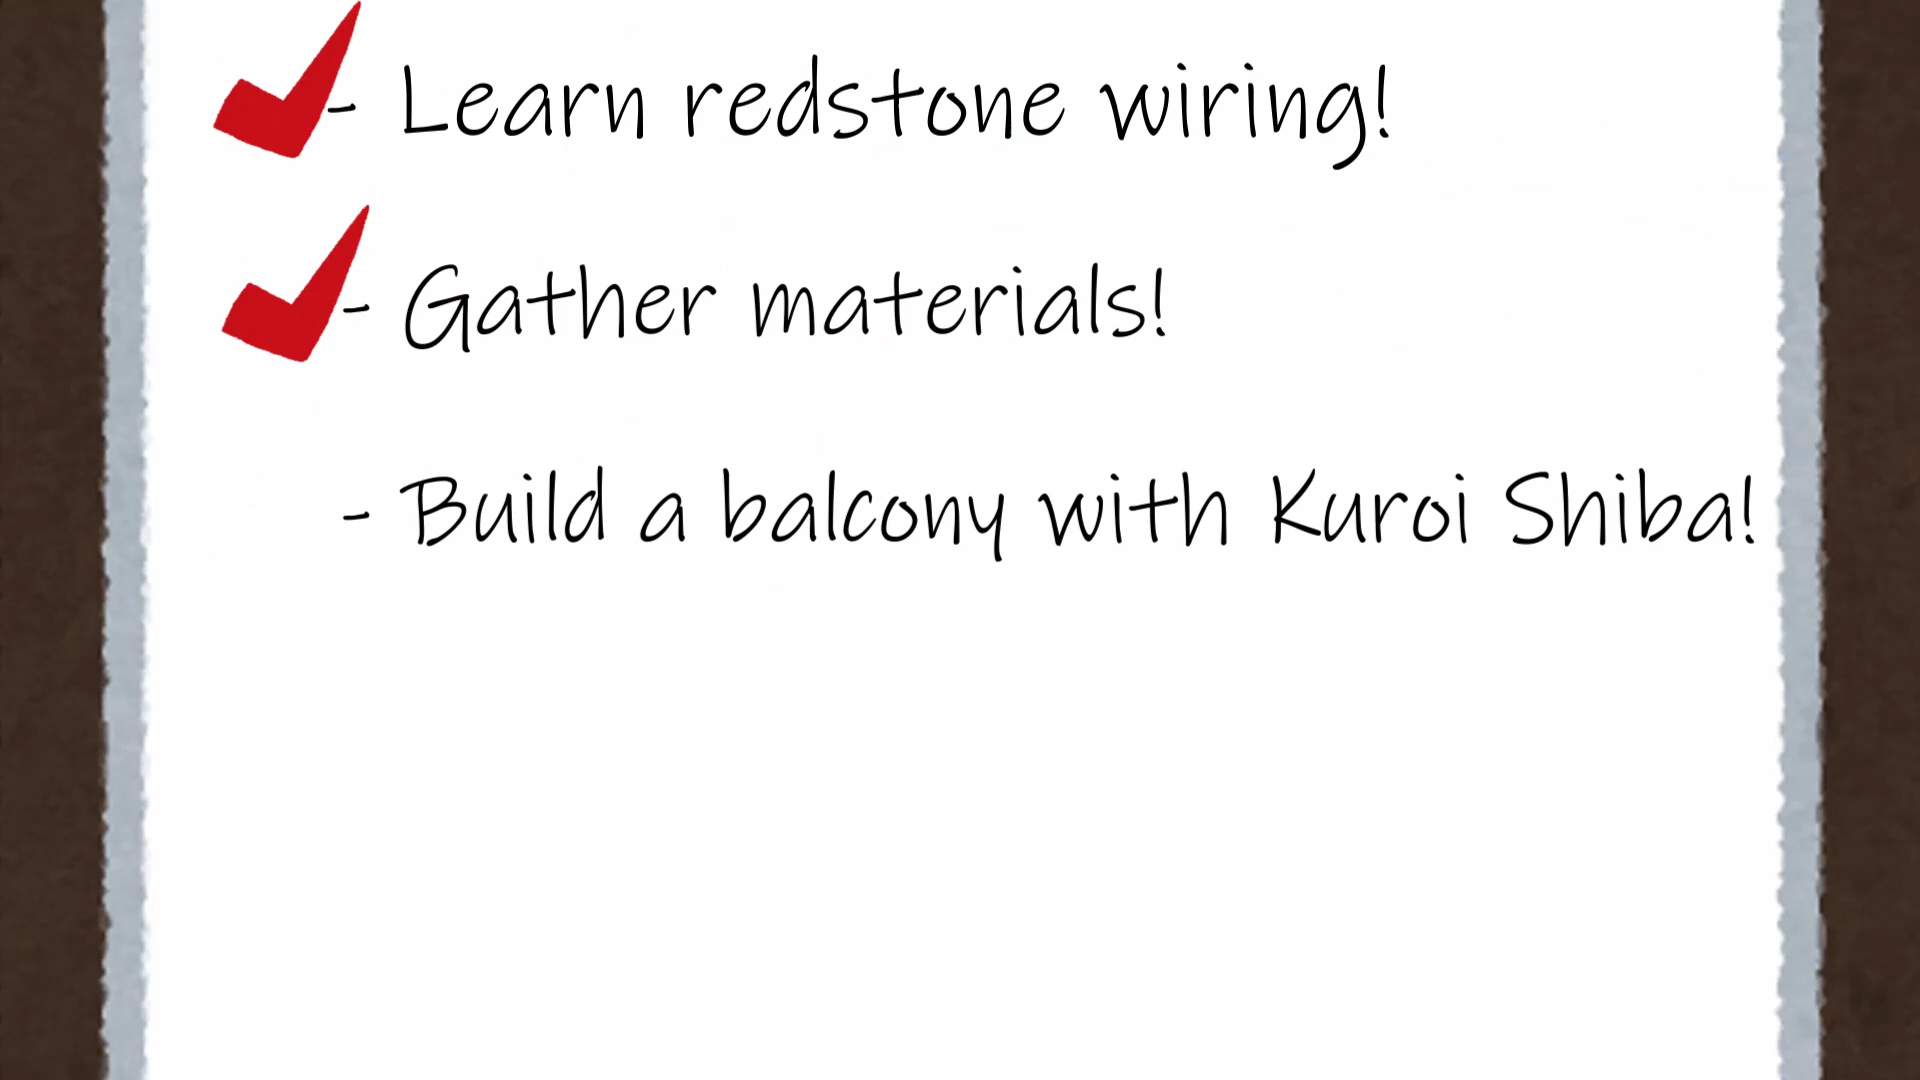 - Learn redstone wiring!
- Gather materials!
- Build a balcony with Kuroi Shiba!